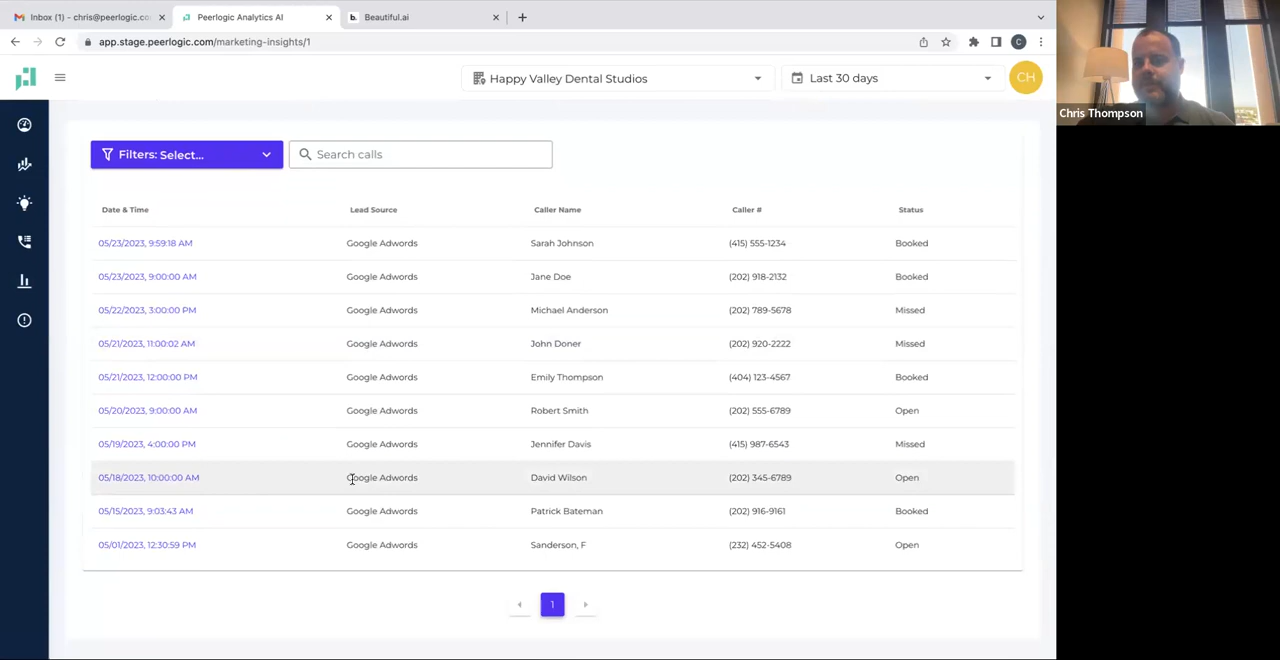 Inbox (1) - chris@peerlogic.co
Peerlogic Analytics AI
b. Beautiful.ai
app.stage.peerlogic.com/marketing-insights/1
C
Happy Valley Dental Studios
Last 30 days
CH
Chris Thompson
Filters: Select...
Search calls
Date & Time Lead Source Caller Name Caller # Status
05/23/2023, 9:59:18 AM Google Adwords Sarah Johnson (415) 555-1234 Booked
05/23/2023, 9:00:00 AM Google Adwords Jane Doe (202) 918-2132 Booked
05/22/2023, 3:00:00 PM Google Adwords Michael Anderson (202) 789-5678 Missed
05/21/2023, 11:00:02 AM Google Adwords John Doner (202) 920-2222 Missed
05/21/2023, 12:00:00 PM Google Adwords Emily Thompson (404) 123-4567 Booked
05/20/2023, 9:00:00 AM Google Adwords Robert Smith (202) 555-6789 Open
05/19/2023, 4:00:00 PM Google Adwords Jennifer Davis (415) 987-6543 Missed
05/18/2023, 10:00:00 AM Google Adwords David Wilson (202) 345-6789 Open
05/15/2023, 9:03:43 AM Google Adwords Patrick Bateman (202) 916-9161 Booked
05/01/2023, 12:30:59 PM Google Adwords Sanderson, F (232) 452-5408 Open
1